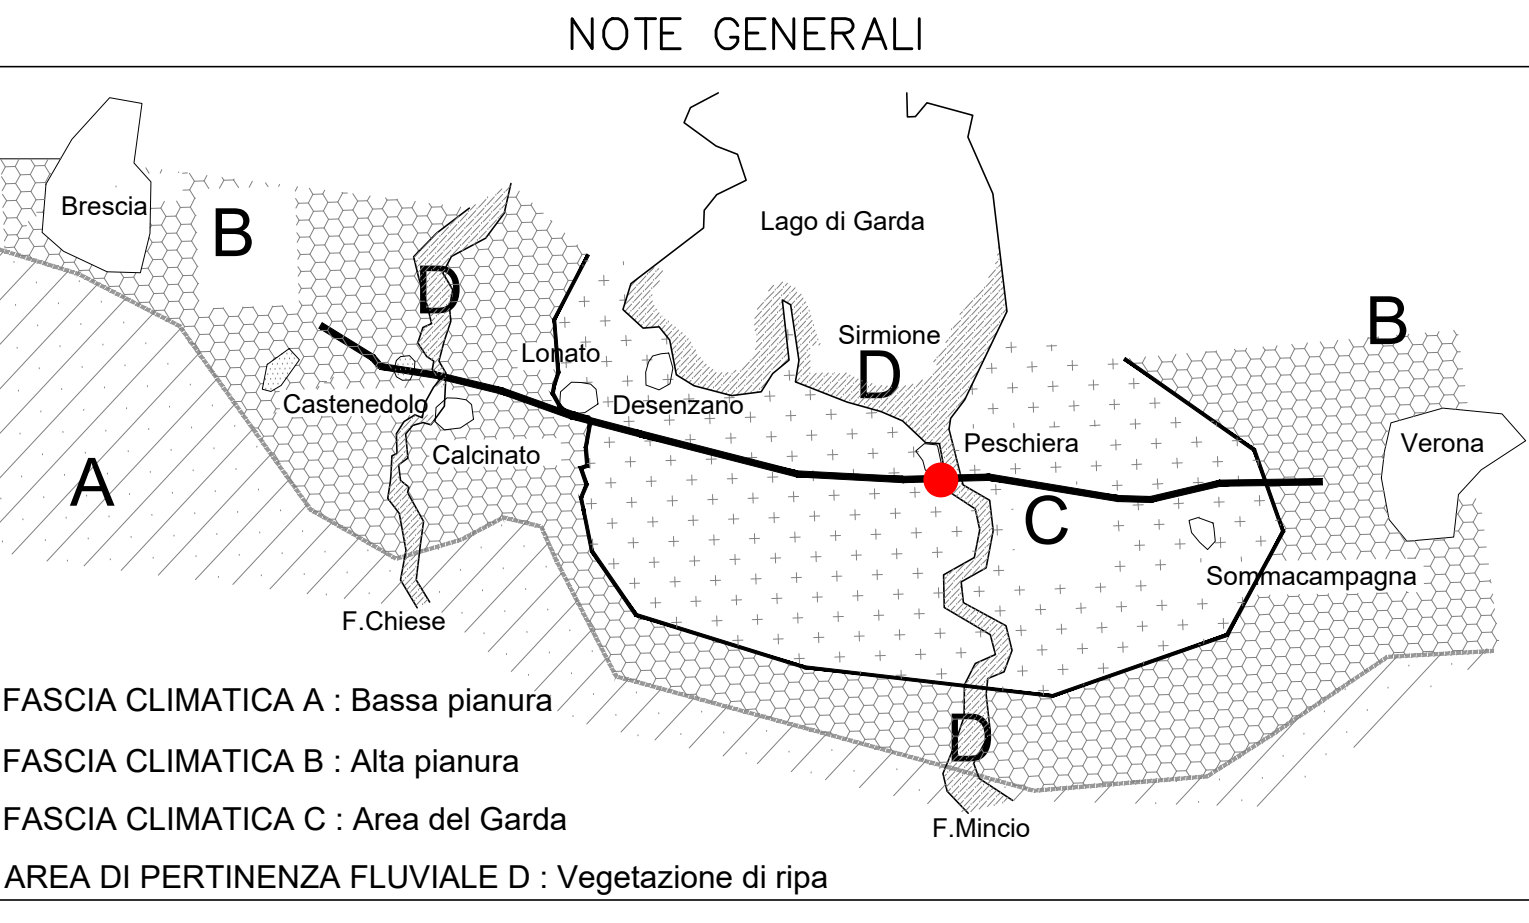 NOTE GENERALI
Brescia
B
Lago di Garda
D
B
Sirmione
Lonato
D
Castenedolo
Desenzano
Calcinato
Peschiera
Verona
A
C
Sommacampagna
F.Chiese
FASCIA CLIMATICA A : Bassa pianura
D
FASCIA CLIMATICA B : Alta pianura
FASCIA CLIMATICA C : Area del Garda
F.Mincio
AREA DI PERTINENZA FLUVIALE D : Vegetazione di ripa